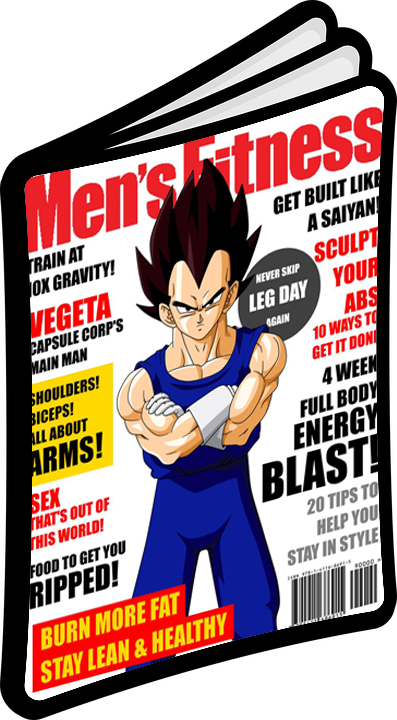 Men's Fitness
TRAIN AT
10X GRAVITY!
VEGETA
CAPSULE CORP'S
MAIN MAN
SHOULDERS!
BICEPS!
ALL ABOUT
ARMS!
SEX
THAT'S OUT OF
THIS WORLD!
FOOD TO GET YOU
RIPPED!
BURN MORE FAT
STAY LEAN & HEALTHY
GET BUILT LIKE
A SAIYAN!
NEVER SKIP
LEG DAY
AGAIN
SCULPT
YOUR
ABS
10 WAYS TO
GET IT DONE
4 WEEK
FULL BODY
ENERGY
BLAST!
20 TIPS TO
HELP YOU
STAY IN STYLE
90000